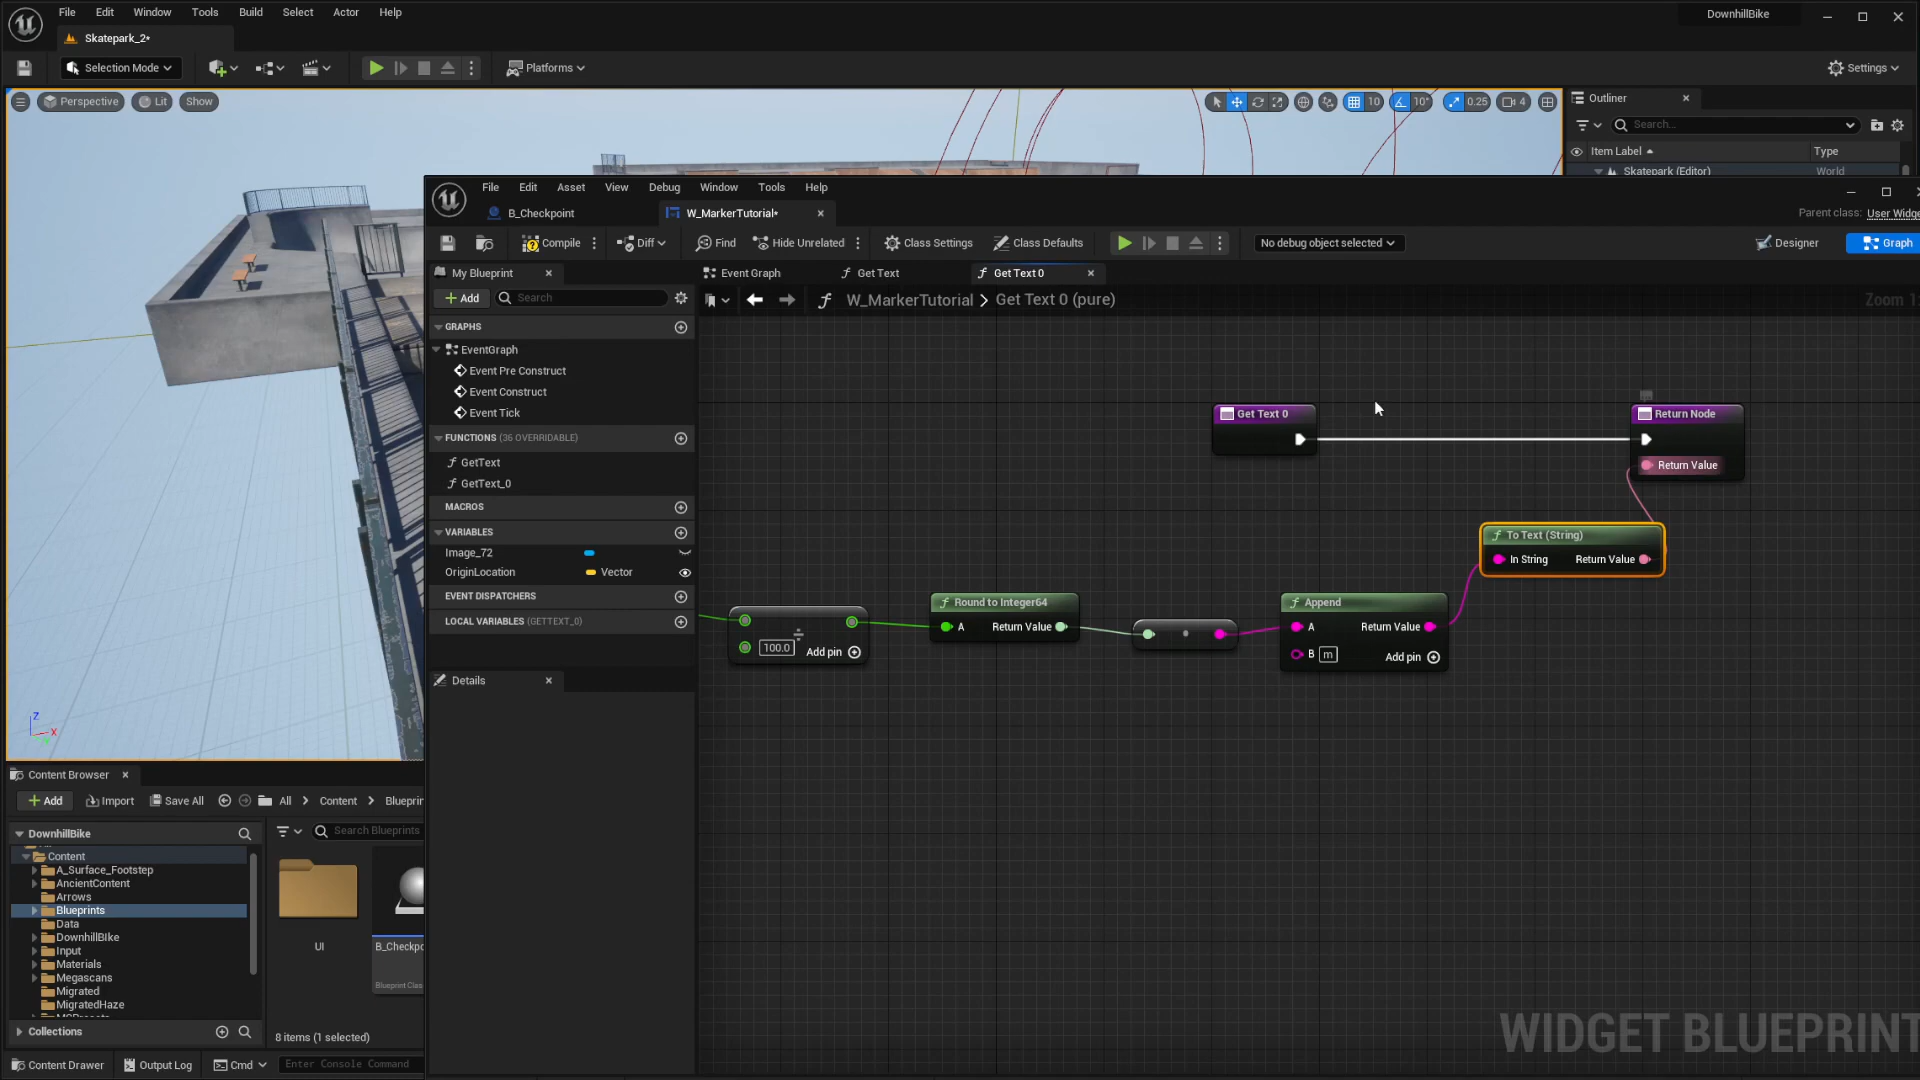 File Edit Window Tools Build Select Actor Help
DownhillBike
Skatepark_2*
Selection Mode
Platforms
Settings
Perspective
Lit
Show
10
10°
0.25
4
Outliner
Search...
Item Label
Type
Skatepark (Editor)
World
File Edit Asset View Debug Window Tools Help
B_Checkpoint
W_MarkerTutorial*
Parent class:
Compile
Diff
Find
Hide Unrelated
Class Settings
Class Defaults
No debug object selected
Designer
Graph
My Blueprint
Event Graph
Get Text
Get Text 0
Add
Search
W_MarkerTutorial > Get Text 0 (pure)
GRAPHS
EventGraph
Event Pre Construct
Event Construct
Event Tick
FUNCTIONS (36 OVERRIDABLE)
GetText
GetText_0
MACROS
VARIABLES
Image_72
OriginLocation
Vector
EVENT DISPATCHERS
LOCAL VARIABLES (GETTEXT_0)
Details
Get Text 0
Return Node
Return Value
To Text (String)
In String
Return Value
100.0
Add pin
Round to Integer64
A
Return Value
Append
A
Return Value
B
m
Add pin
WIDGET BLUEPRINT
Z
X
Content Browser
Add
Import
Save All
All
Content
DownhillBike
Search Blueprints
Content
A_Surface_Footstep
AncientContent
Arrows
Blueprints
Data
DownhillBIke
Input
Materials
Megascans
Migrated
MigratedHaze
UI
Blueprint Clas
Collections
8 items (1 selected)
Content Drawer
Output Log
Cmd
Enter Console Command